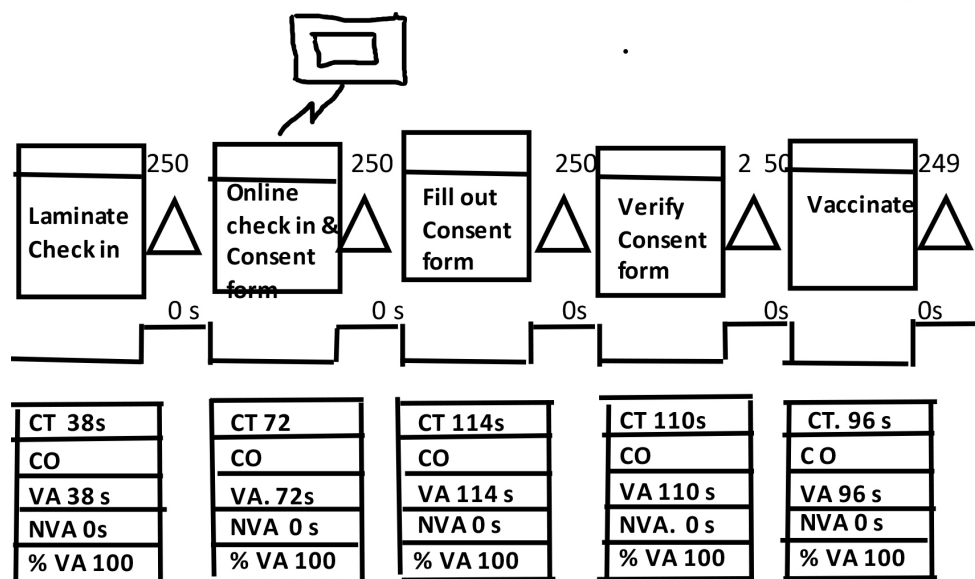 250
250
250
2 50
249
Laminate
Check in
Online
check in &
Consent
form
Fill out
Consent
form
Verify
Consent
form
Vaccinate
0 s
0s
0s
0s
0s
CT 38s
CO
VA 38 s
NVA 0s
% VA 100
CT 72
CO
VA. 72s
NVA 0 s
% VA 100
CT 114s
CO
VA 114 s
NVA 0 s
% VA 100
CT 110s
CO
VA 110 s
NVA. 0 s
% VA 100
CT. 96 s
C O
VA 96 s
NVA 0 s
% VA 100